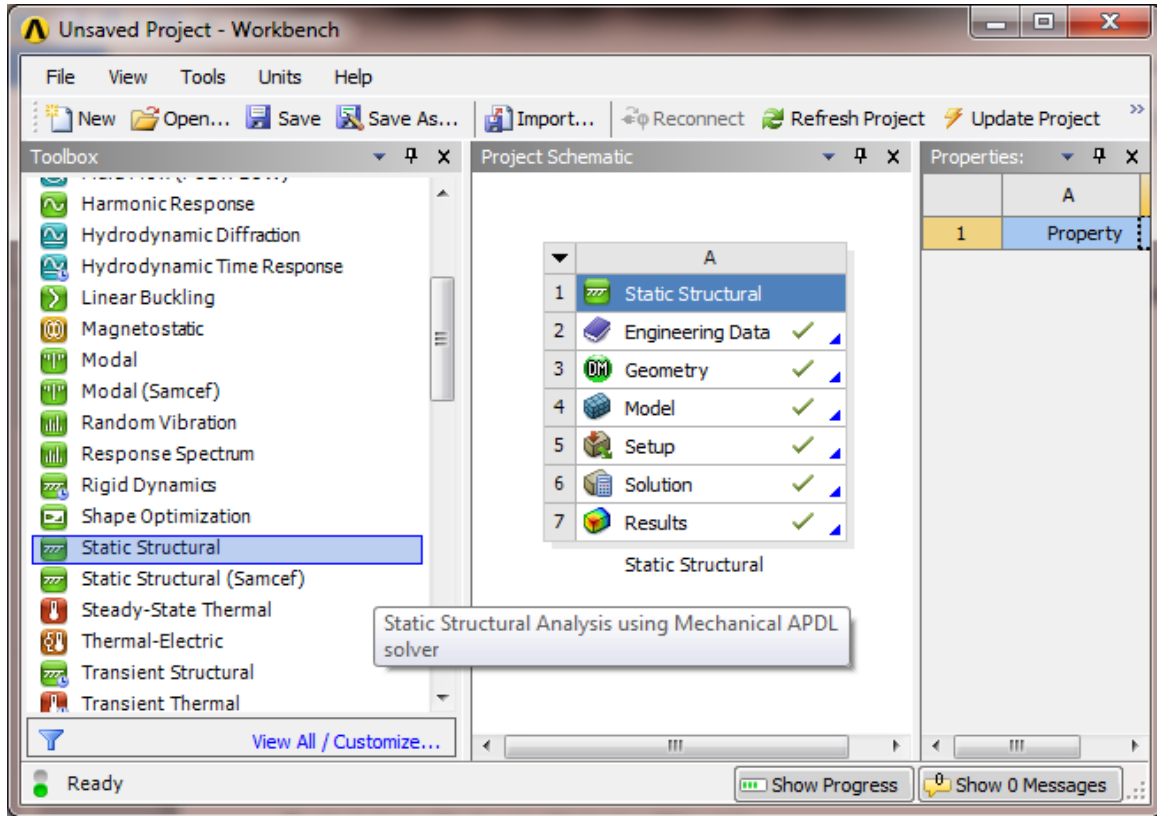 Unsaved Project - Workbench
File View Tools Units Help
New Open... Save Save As... Import... Reconnect Refresh Project Update Project »
Toolbox
Harmonic Response
Hydrodynamic Diffraction
Hydrodynamic Time Response
Linear Buckling
Magnetostatic
Modal
Modal (Samcef)
Random Vibration
Response Spectrum
Rigid Dynamics
Shape Optimization
Static Structural
Static Structural (Samcef)
Steady-State Thermal
Thermal-Electric
Transient Structural
Transient Thermal
View All / Customize...
Project Schematic
A
1 Static Structural
2 Engineering Data
3 DM Geometry
4 Model
5 Setup
6 Solution
7 Results
Static Structural
Static Structural Analysis using Mechanical APDL
solver
Properties:
A
1 Property
Ready
Show Progress
0 Show 0 Messages